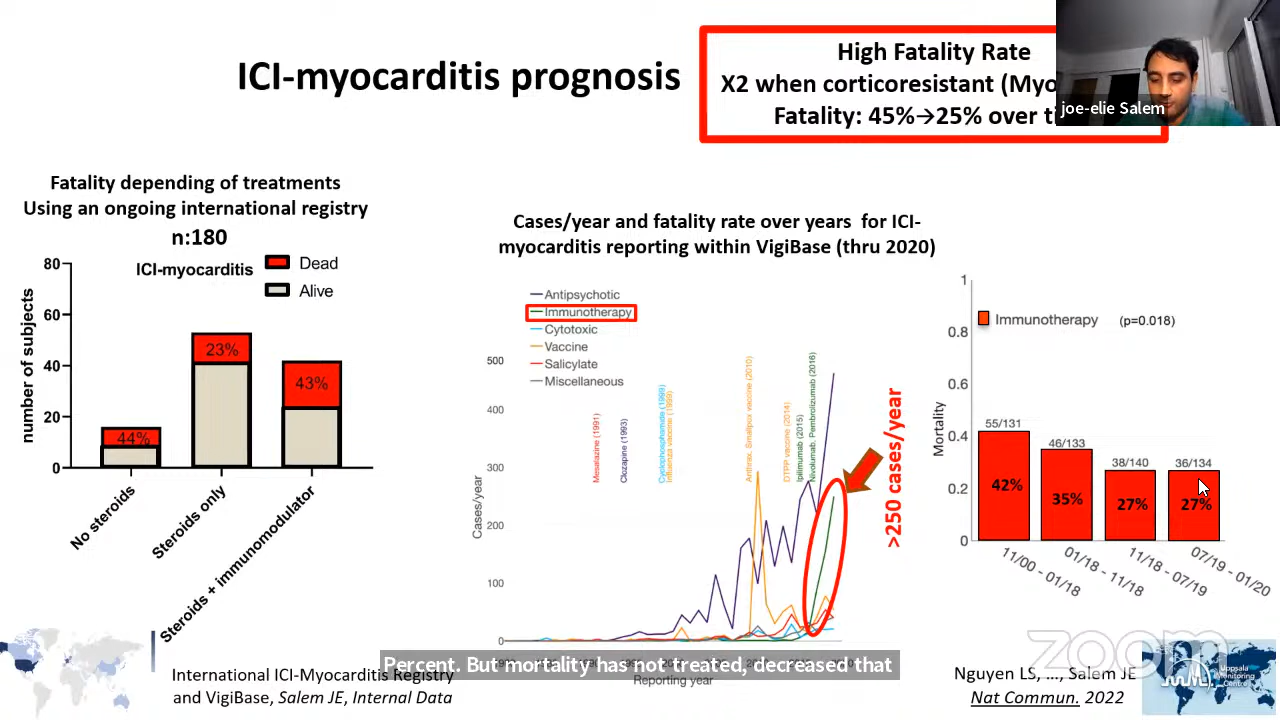 ICI-myocarditis prognosis
High Fatality Rate
X2 when corticoresistant (Myo
Fatality: 45%→25% over ti
joe-elie Salem
Fatality depending of treatments
Using an ongoing international registry
n:180
80
60
40
20
0
number of subjects
ICI-myocarditis
Dead
Alive
44%
23%
43%
No steroids
Steroids only
Steroids + immunomodulator
Cases/year and fatality rate over years for ICI-
myocarditis reporting within VigiBase (thru 2020)
Antipsychotic
Immunotherapy
Cytotoxic
Vaccine
Salicylate
Miscellaneous
500
400
300
200
100
0
Cases/year
Mesalazine (1991)
Clozapine (1993)
Cyclophosphamide (1999)
Influenza vaccine (1999)
Anthrax, Smallpox vaccine (2010)
DTPP vaccine (2014)
Ipilimumab (2015)
Nivolumab, Pembrolizumab (2016)
>250 cases/year
Reporting year
1
0.8
0.6
0.4
0.2
0
Mortality
Immunotherapy (p=0.018)
55/131
46/133
38/140
36/134
42%
35%
27%
27%
11/00 - 01/18
01/18 - 11/18
11/18 - 07/19
07/19 - 01/20
International ICI-Myocarditis Registry
and VigiBase, Salem JE, Internal Data
Percent. But mortality has not treated, decreased that
Nguyen LS, ..., Salem JE
Nat Commun. 2022
zoom
Uppsala
Monitoring
Centre